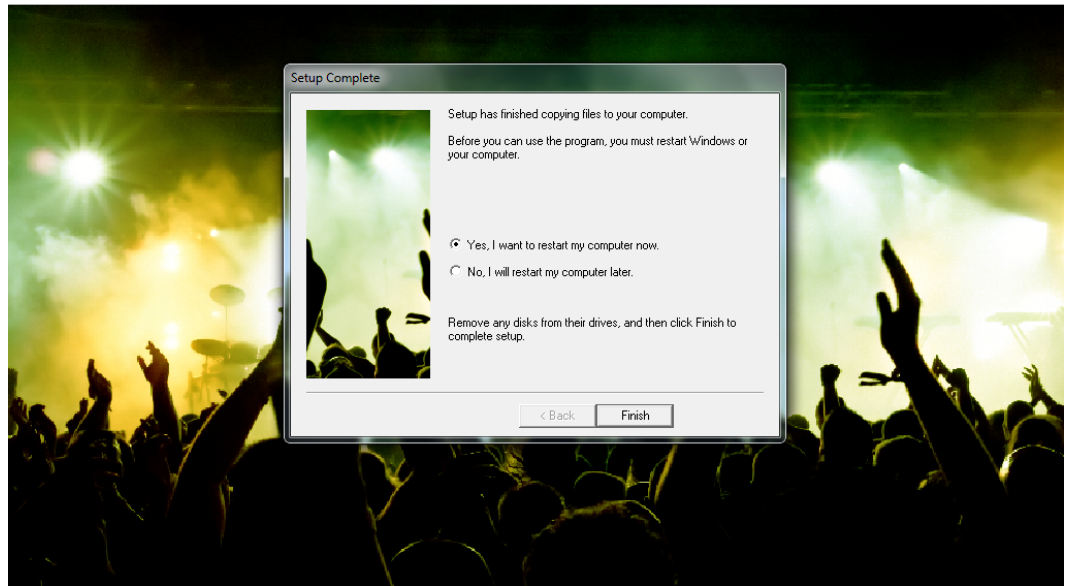 Setup Complete
Setup has finished copying files to your computer.
Before you can use the program, you must restart Windows or
your computer.
Yes, I want to restart my computer now.
No, I will restart my computer later.
Remove any disks from their drives, and then click Finish to
complete setup.
< Back
Finish